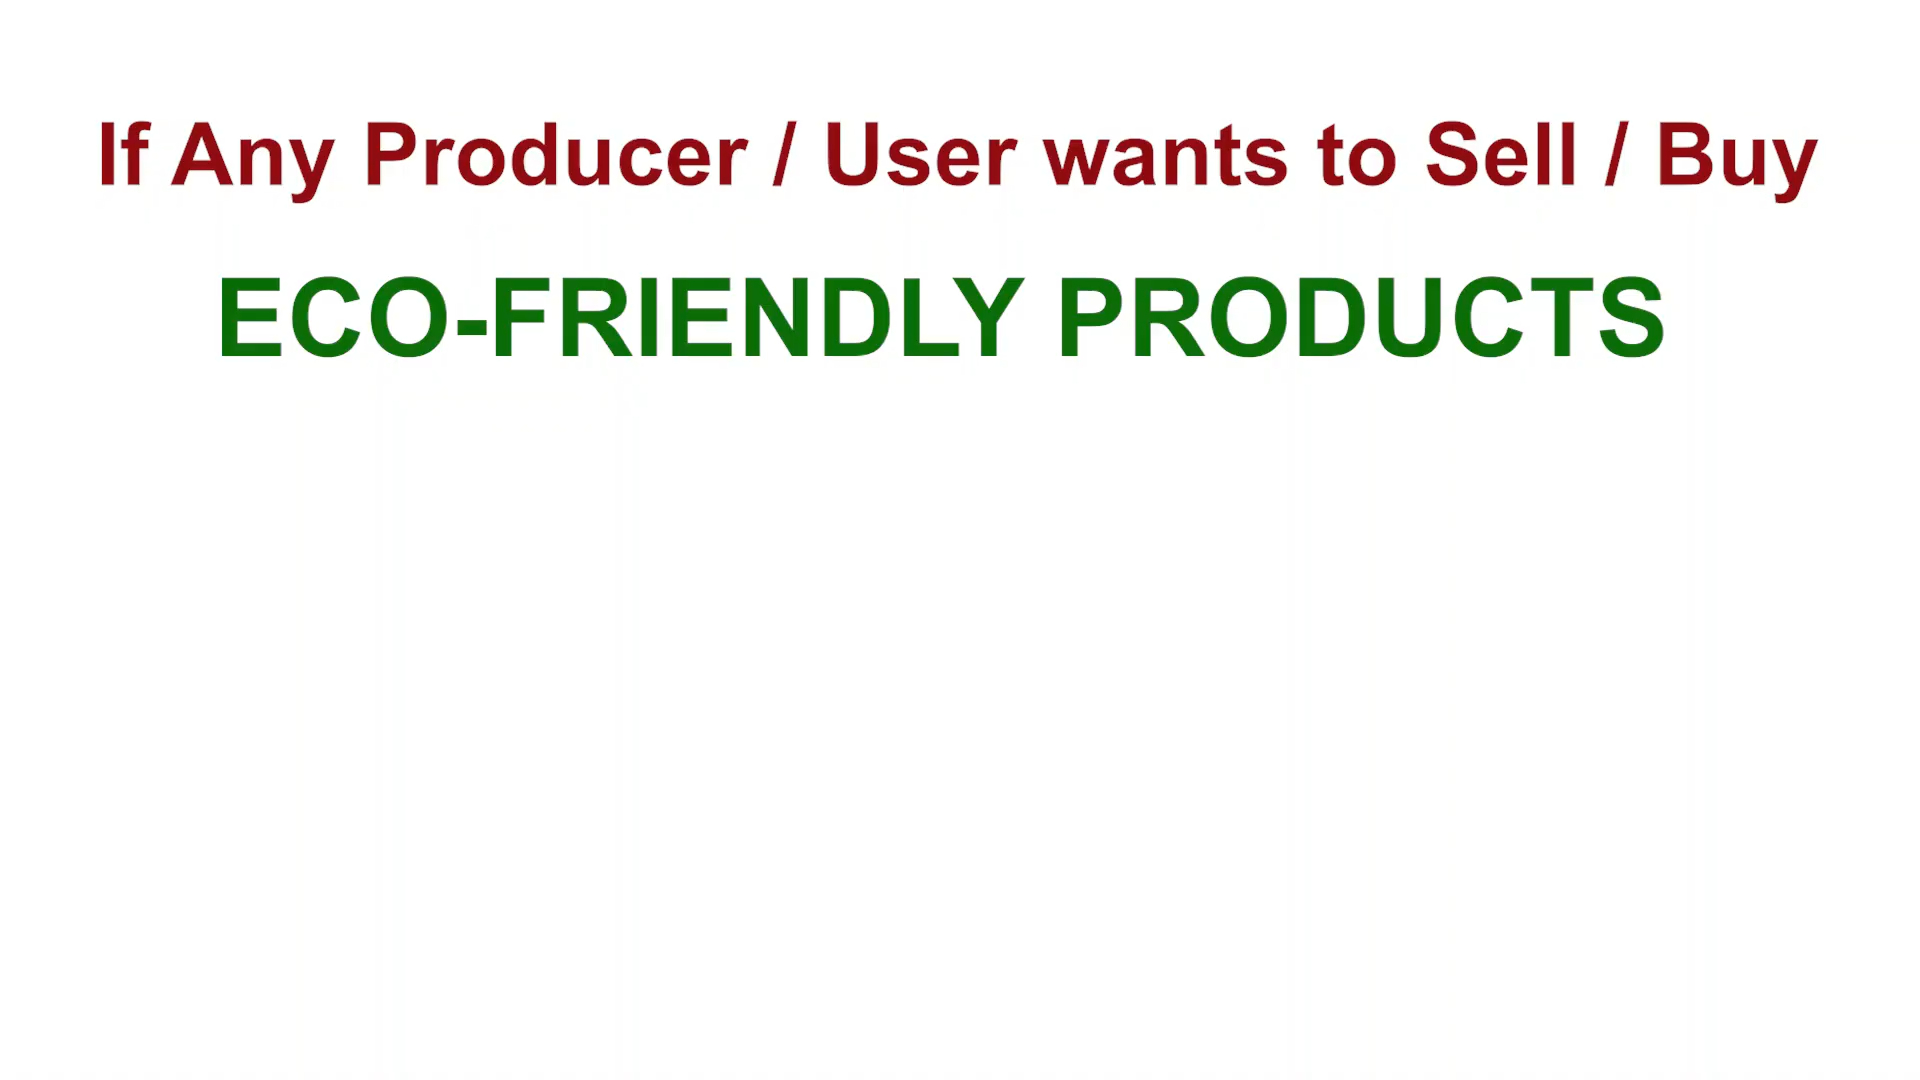 If Any Producer / User wants to Sell / Buy
ECO-FRIENDLY PRODUCTS